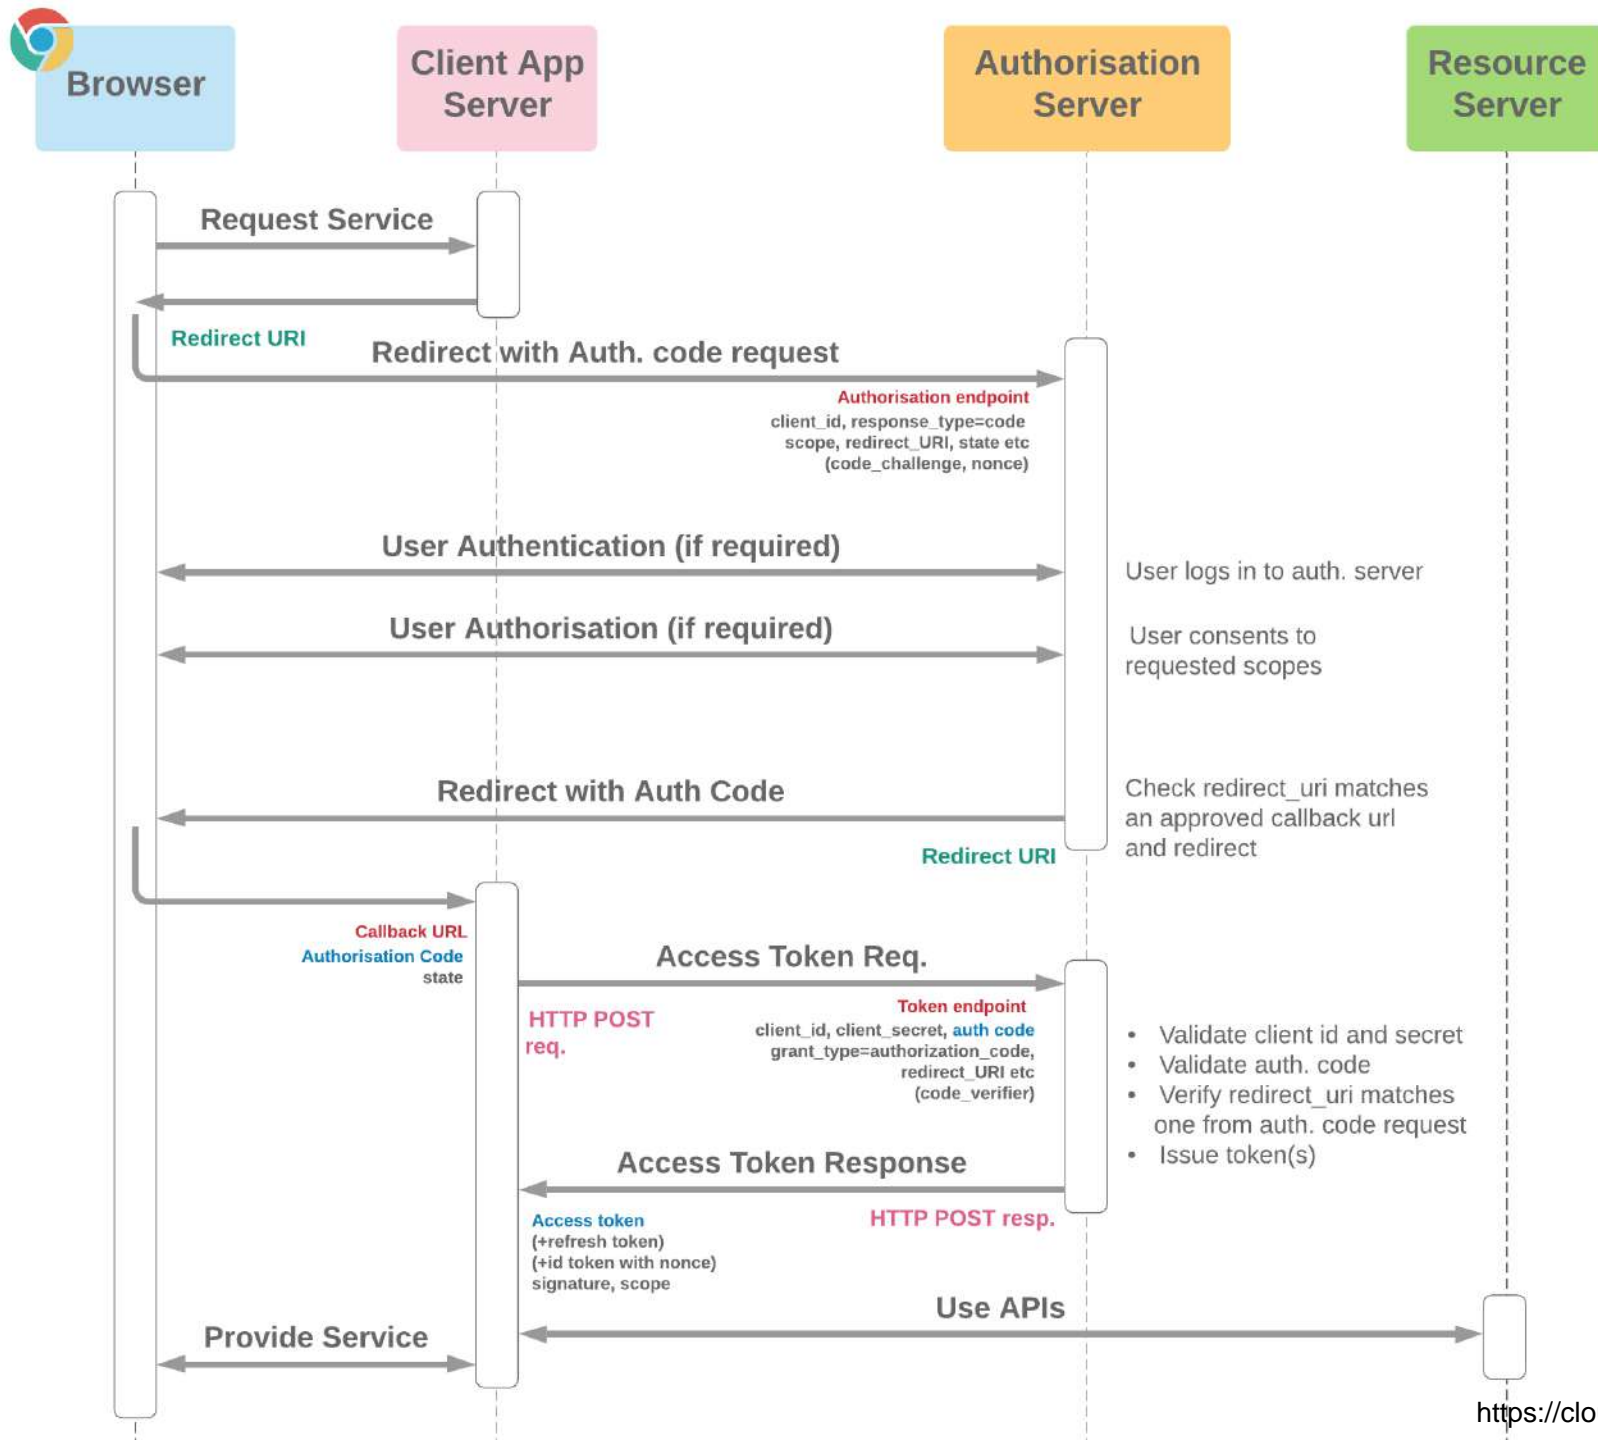 Browser
Client App
Server
Authorisation
Server
Resource
Server
Request Service
Redirect URI
Redirect with Auth. code request
Authorisation endpoint
client_id, response_type=code
scope, redirect_URI, state etc
(code_challenge, nonce)
User Authentication (if required)
User logs in to auth. server
User Authorisation (if required)
User consents to
requested scopes
Redirect with Auth Code
Check redirect_uri matches
an approved callback url
and redirect
Redirect URI
Callback URL
Authorisation Code
state
Access Token Req.
HTTP POST
req.
Token endpoint
client_id, client_secret, auth code
grant_type=authorization_code,
redirect_URI etc
(code_verifier)
• Validate client id and secret
• Validate auth. code
• Verify redirect_uri matches
one from auth. code request
• Issue token(s)
Access Token Response
HTTP POST resp.
Access token
(+refresh token)
(+id token with nonce)
signature, scope
Use APIs
Provide Service
https://clo